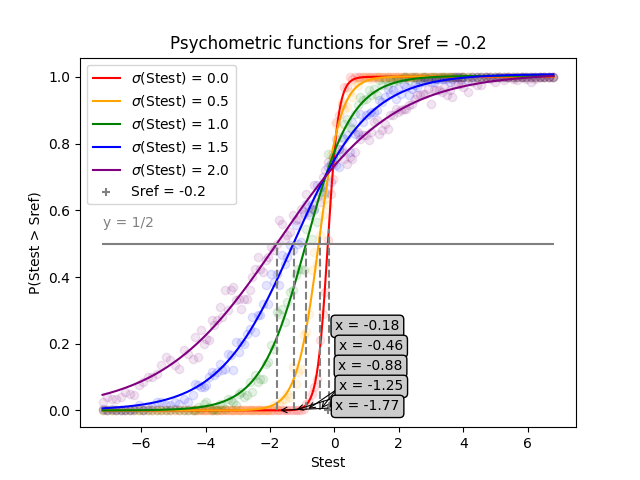 Psychometric functions for Sref = -0.2
σ(Stest) = 0.0
σ(Stest) = 0.5
σ(Stest) = 1.0
σ(Stest) = 1.5
σ(Stest) = 2.0
Sref = -0.2
y = 1/2
x = -0.18
x = -0.46
x = -0.88
x = -1.25
x = -1.77
P(Stest > Sref)
1.0
0.8
0.6
0.4
0.2
0.0
−6 −4 −2 0 2 4 6
Stest